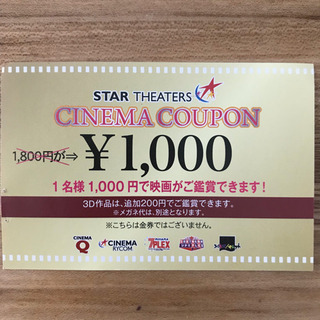 STAR THEATERS
CINEMA COUPON
1,800円が⇒ ¥1,000
1名様1,000円で映画がご鑑賞できます!
3D作品は、追加200円でご鑑賞できます。
※メガネ代は、別途となります。
※こちらは金券ではございません。
CINEMA Q
CINEMA RYCOM
7PLEX